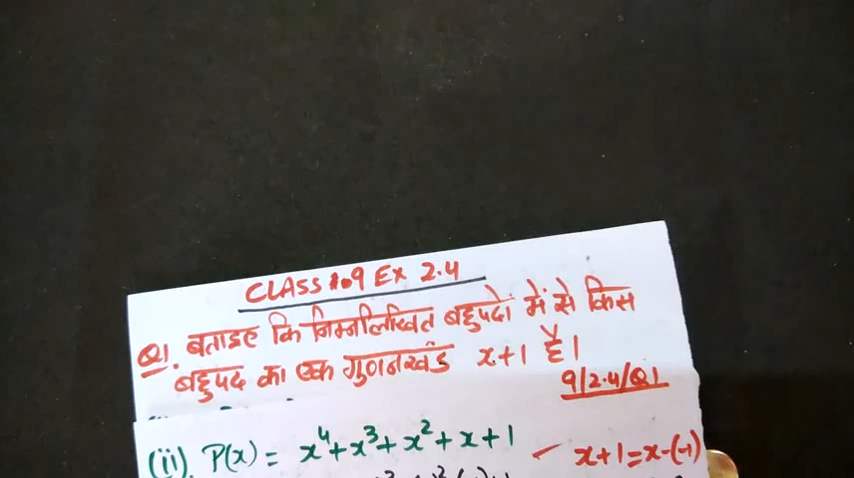 CLASS 9 Ex 2.4
Q1. बताइए कि निम्नलिखित बहुपदों में से किस
बहुपद का एक गुणनखंड x+1 है।
9/2.4/Q1
(ii). P(x) = x⁴+x³+x²+x+1 x+1=x-(-1)